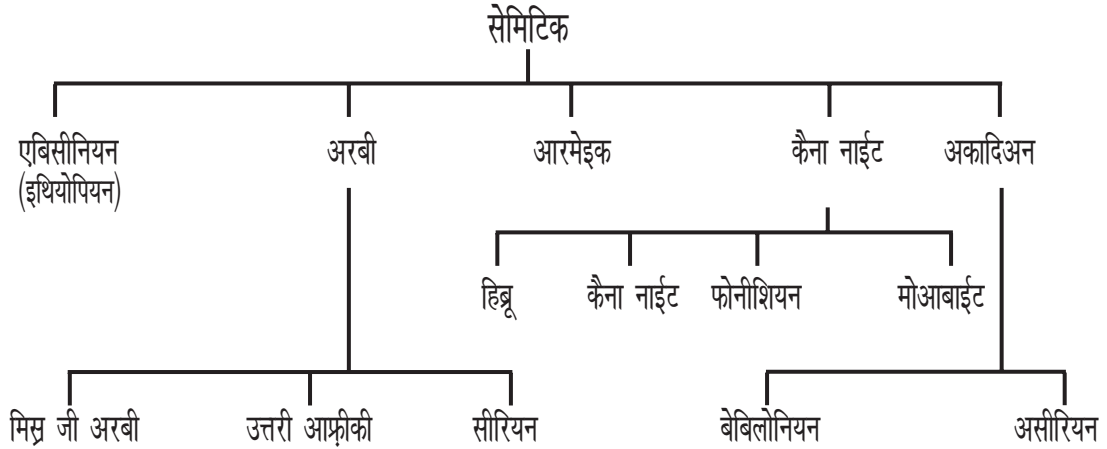 सेमिटिक
एबिसीनियन
(इथियोपियन)
अरबी
आरमेइक
कैना नाईट
अकादिअन
हिब्रू
कैना नाईट
फोनीशियन
मोआबाईट
मिस्र जी अरबी
उत्तरी आफ़्रीकी
सीरियन
बेबिलोनियन
असीरियन